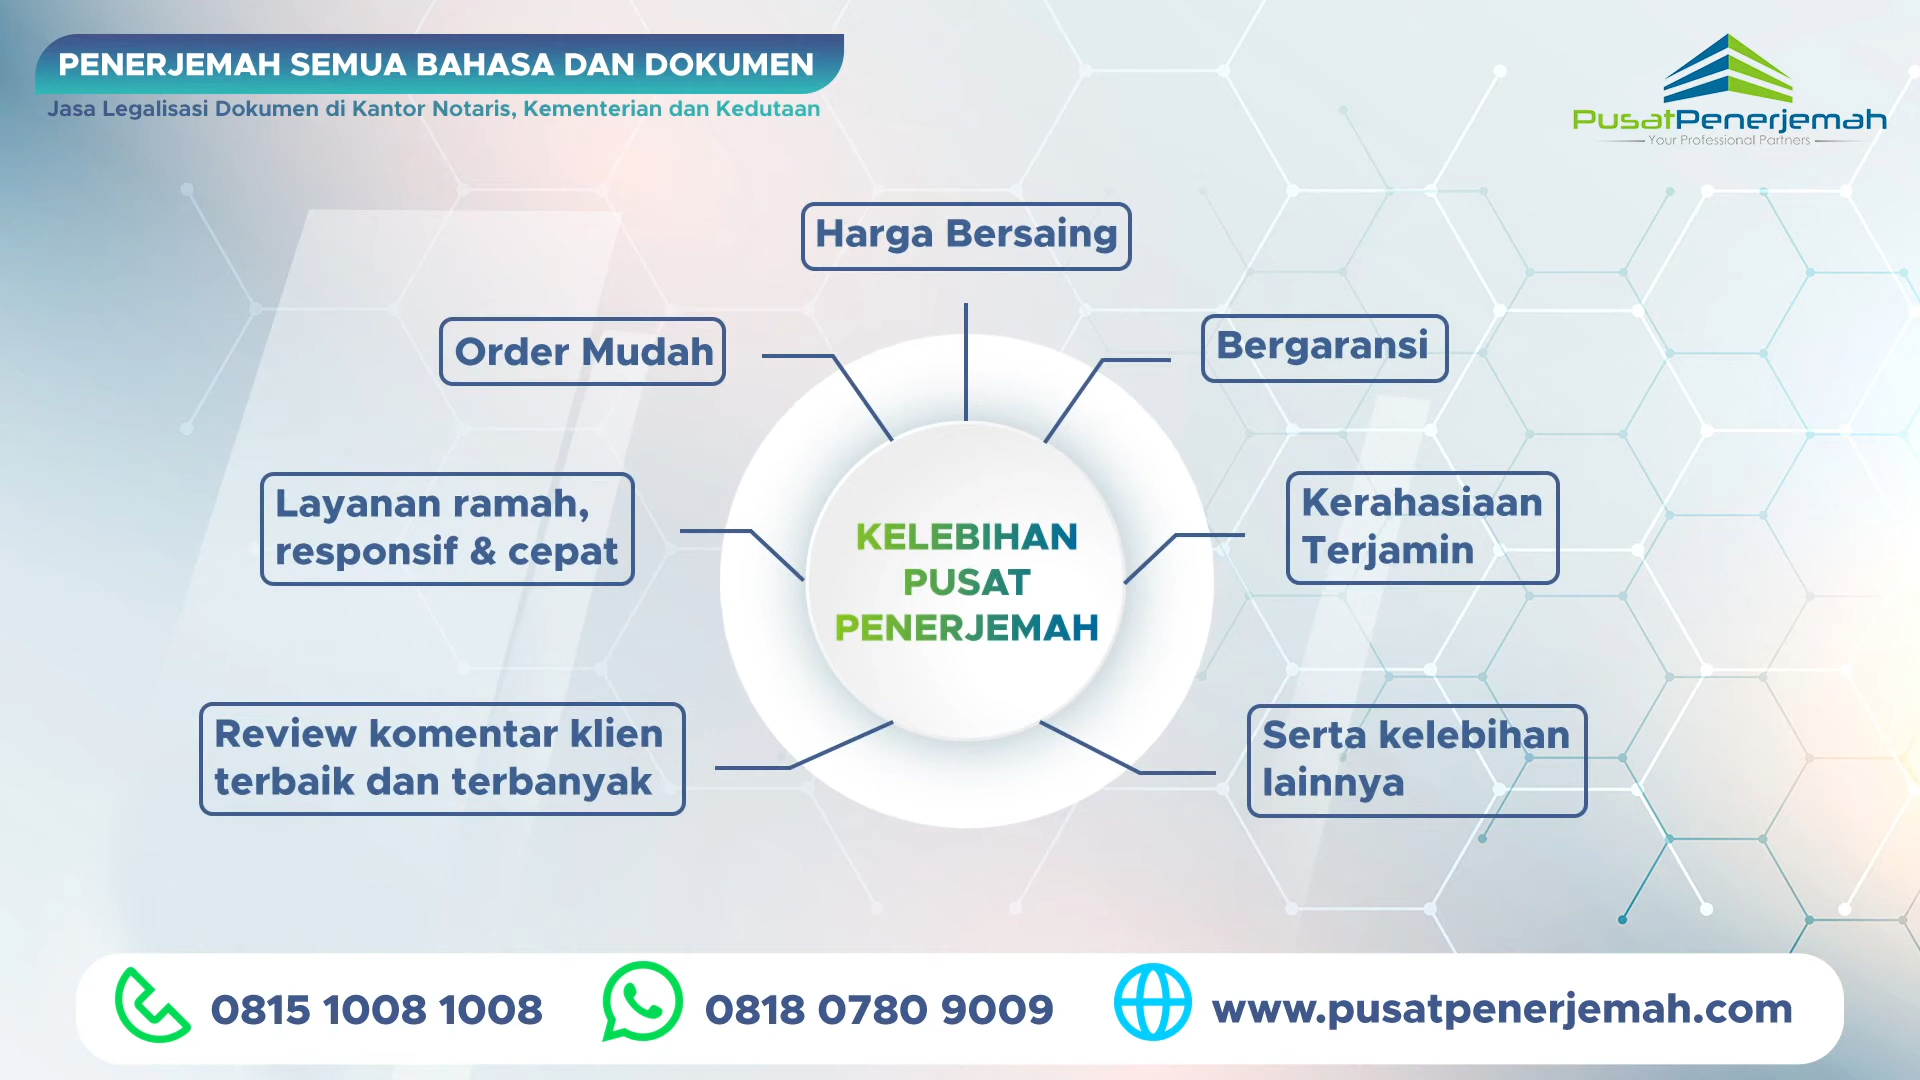 PENERJEMAH SEMUA BAHASA DAN DOKUMEN
Jasa Legalisasi Dokumen di Kantor Notaris, Kementerian dan Kedutaan
PusatPenerjemah
Your Professional Partners
Harga Bersaing
Order Mudah
Bergaransi
Layanan ramah,
responsif & cepat
Kerahasiaan
Terjamin
KELEBIHAN
PUSAT
PENERJEMAH
Review komentar klien
terbaik dan terbanyak
Serta kelebihan
lainnya
0815 1008 1008
0818 0780 9009
www.pusatpenerjemah.com